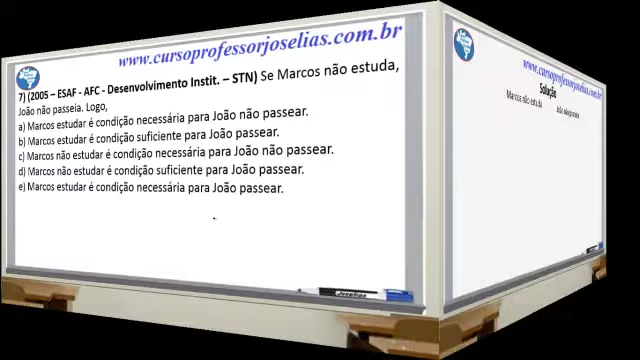 www.cursoprofessorjoselias.com.br
7) (2005 – ESAF - AFC - Desenvolvimento Instit. – STN) Se Marcos não estuda,
João não passeia. Logo,
a) Marcos estudar é condição necessária para João não passear.
b) Marcos estudar é condição suficiente para João passear.
c) Marcos não estudar é condição necessária para João não passear.
d) Marcos não estudar é condição suficiente para João passear.
e) Marcos estudar é condição necessária para João passear.
www.cursoprofessorjoselias.com.br
Solução
Marcos não estuda